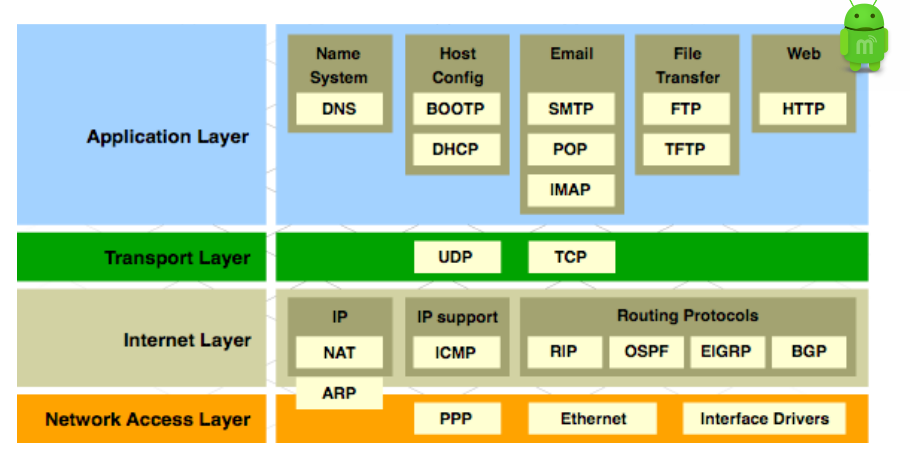 Application Layer
Name
System
DNS
Host
Config
BOOTP
DHCP
Email
SMTP
POP
IMAP
File
Transfer
FTP
TFTP
Web
HTTP
m
Transport Layer
UDP
TCP
Internet Layer
IP
NAT
ARP
IP support
ICMP
Routing Protocols
RIP
OSPF
EIGRP
BGP
Network Access Layer
PPP
Ethernet
Interface Drivers